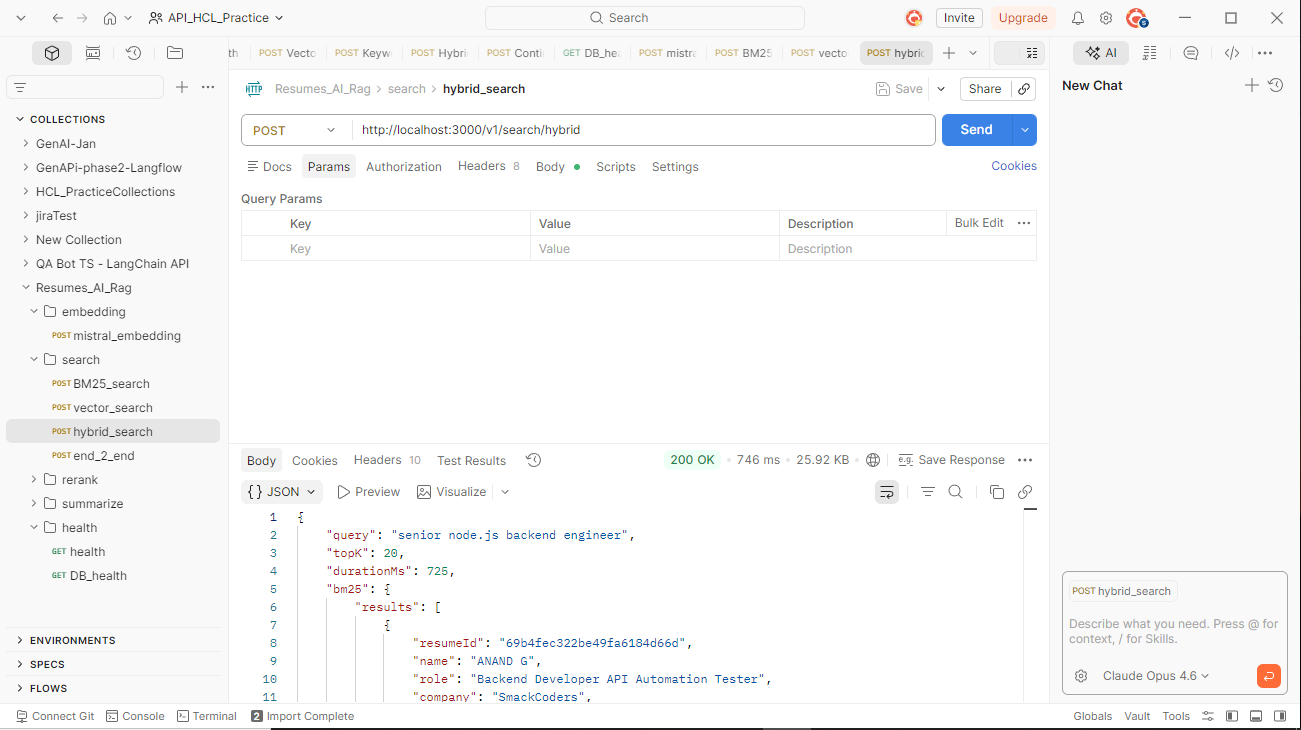 API_HCL_Practice
Search
Invite
Upgrade
POST Vecto
POST Keyw
POST Hybri
POST Conti
GET DB_hea
POST mistra
POST BM25
POST vecto
POST hybric
AI
COLLECTIONS
GenAI-Jan
GenAPi-phase2-Langflow
HCL_PracticeCollections
jiraTest
New Collection
QA Bot TS - LangChain API
Resumes_AI_Rag
embedding
POST mistral_embedding
search
POST BM25_search
POST vector_search
POST hybrid_search
POST end_2_end
rerank
summarize
health
GET health
GET DB_health
ENVIRONMENTS
SPECS
FLOWS
HTTP Resumes_AI_Rag > search > hybrid_search
Save
Share
POST
http://localhost:3000/v1/search/hybrid
Send
Docs Params Authorization Headers 8 Body Scripts Settings
Cookies
Query Params
Key Value Description Bulk Edit
Key Value Description
Body Cookies Headers 10 Test Results
200 OK • 746 ms • 25.92 KB
e.g. Save Response
{} JSON Preview Visualize
1 {
2 "query": "senior node.js backend engineer",
3 "topK": 20,
4 "durationMs": 725,
5 "bm25": {
6 "results": [
7 {
8 "resumeId": "69b4fec322be49fa6184d66d",
9 "name": "ANAND G",
10 "role": "Backend Developer API Automation Tester",
11 "company": "SmackCoders",
New Chat
POST hybrid_search
Describe what you need. Press @ for
context, / for Skills.
Claude Opus 4.6
Connect Git Console Terminal 2 Import Complete
Globals Vault Tools